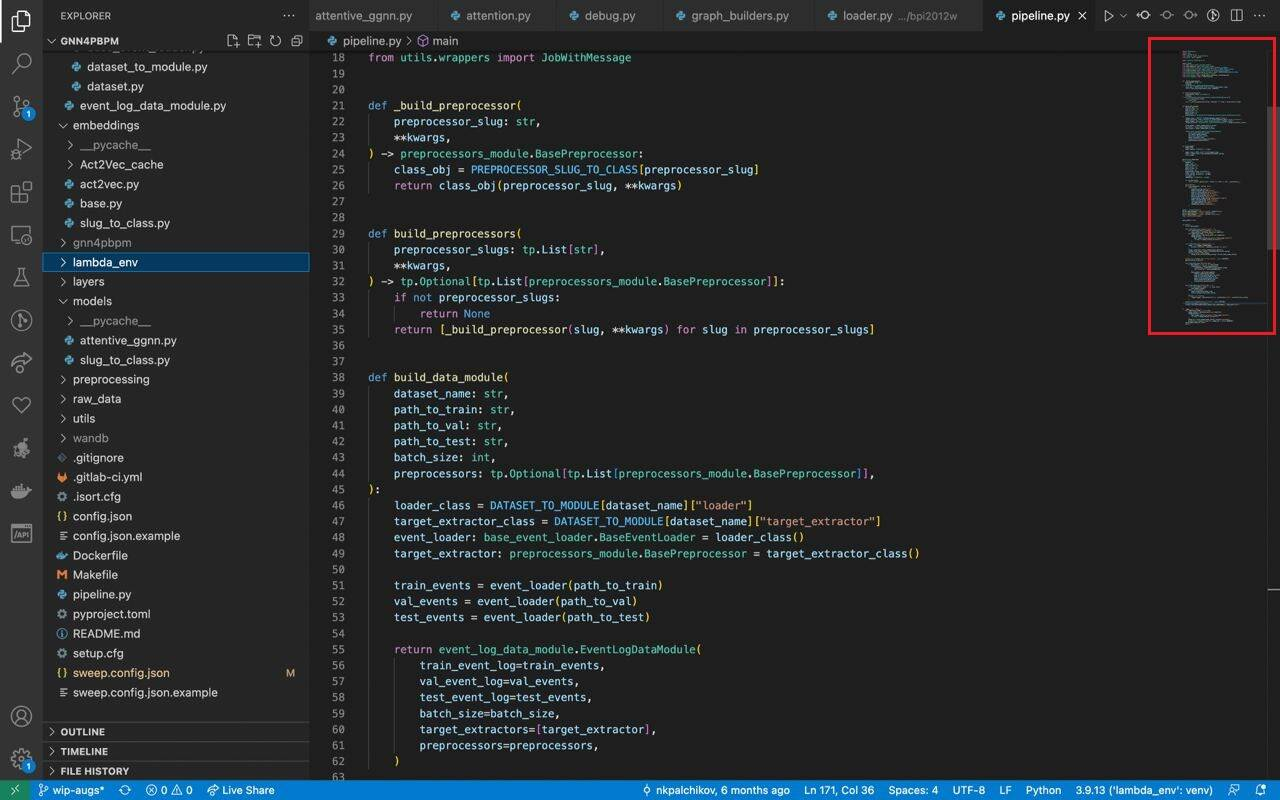 EXPLORER
···
attentive_ggnn.py
attention.py
debug.py
graph_builders.py
loader.py .../bpi2012w
pipeline.py
GNN4PBPM
pipeline.py > main
dataset_to_module.py
dataset.py
event_log_data_module.py
embeddings
__pycache__
Act2Vec_cache
act2vec.py
base.py
slug_to_class.py
gnn4pbpm
lambda_env
layers
models
__pycache__
attentive_ggnn.py
slug_to_class.py
preprocessing
raw_data
utils
wandb
.gitignore
.gitlab-ci.yml
.isort.cfg
config.json
config.json.example
Dockerfile
Makefile
pipeline.py
pyproject.toml
README.md
setup.cfg
sweep.config.json M
sweep.config.json.example
OUTLINE
TIMELINE
FILE HISTORY
1
API
1
18 from utils.wrappers import JobWithMessage
19
20
21 def _build_preprocessor(
22 preprocessor_slug: str,
23 **kwargs,
24 ) -> preprocessors_module.BasePreprocessor:
25 class_obj = PREPROCESSOR_SLUG_TO_CLASS[preprocessor_slug]
26 return class_obj(preprocessor_slug, **kwargs)
27
28
29 def build_preprocessors(
30 preprocessor_slugs: tp.List[str],
31 **kwargs,
32 ) -> tp.Optional[tp.List[preprocessors_module.BasePreprocessor]]:
33 if not preprocessor_slugs:
34 return None
35 return [_build_preprocessor(slug, **kwargs) for slug in preprocessor_slugs]
36
37
38 def build_data_module(
39 dataset_name: str,
40 path_to_train: str,
41 path_to_val: str,
42 path_to_test: str,
43 batch_size: int,
44 preprocessors: tp.Optional[tp.List[preprocessors_module.BasePreprocessor]],
45 ):
46 loader_class = DATASET_TO_MODULE[dataset_name]["loader"]
47 target_extractor_class = DATASET_TO_MODULE[dataset_name]["target_extractor"]
48 event_loader: base_event_loader.BaseEventLoader = loader_class()
49 target_extractor: preprocessors_module.BasePreprocessor = target_extractor_class()
50
51 train_events = event_loader(path_to_train)
52 val_events = event_loader(path_to_val)
53 test_events = event_loader(path_to_test)
54
55 return event_log_data_module.EventLogDataModule(
56 train_event_log=train_events,
57 val_event_log=val_events,
58 test_event_log=test_events,
59 batch_size=batch_size,
60 target_extractors=[target_extractor],
61 preprocessors=preprocessors,
62 )
63
wip-augs* 0 0 Live Share nkpalchikov, 6 months ago Ln 171, Col 36 Spaces: 4 UTF-8 LF Python 3.9.13 ('lambda_env': venv)